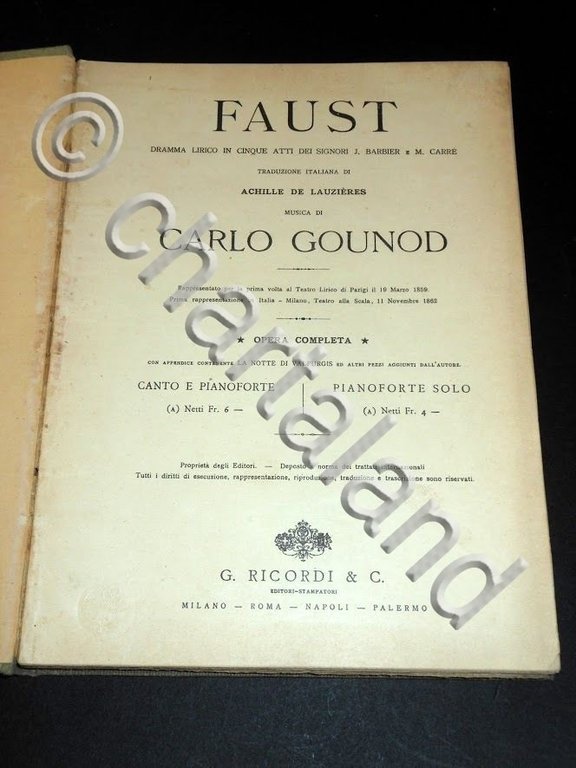 FAUST
DRAMMA LIRICO IN CINQUE ATTI DEI SIGNORI J. BARBIER E M. CARRÉ
TRADUZIONE ITALIANA DI
ACHILLE DE LAUZIÈRES
MUSICA DI
CARLO GOUNOD
Rappresentato per la prima volta al Teatro Lirico di Parigi il 19 Marzo 1859.
Prima rappresentazione in Italia - Milano, Teatro alla Scala, 11 Novembre 1862
★ OPERA COMPLETA ★
CON APPENDICE CONTENENTE LA NOTTE DI VALPURGIS ED ALTRI PEZZI AGGIUNTI DALL'AUTORE.
CANTO E PIANOFORTE
(A) Netti Fr. 6 —
PIANOFORTE SOLO
(A) Netti Fr. 4 —
Proprietà degli Editori. — Deposto a norma dei trattati internazionali
Tutti i diritti di esecuzione, rappresentazione, riproduzione, traduzione e trascrizione sono riservati.
G. RICORDI & C.
EDITORI-STAMPATORI
MILANO — ROMA — NAPOLI — PALERMO
© chartaland